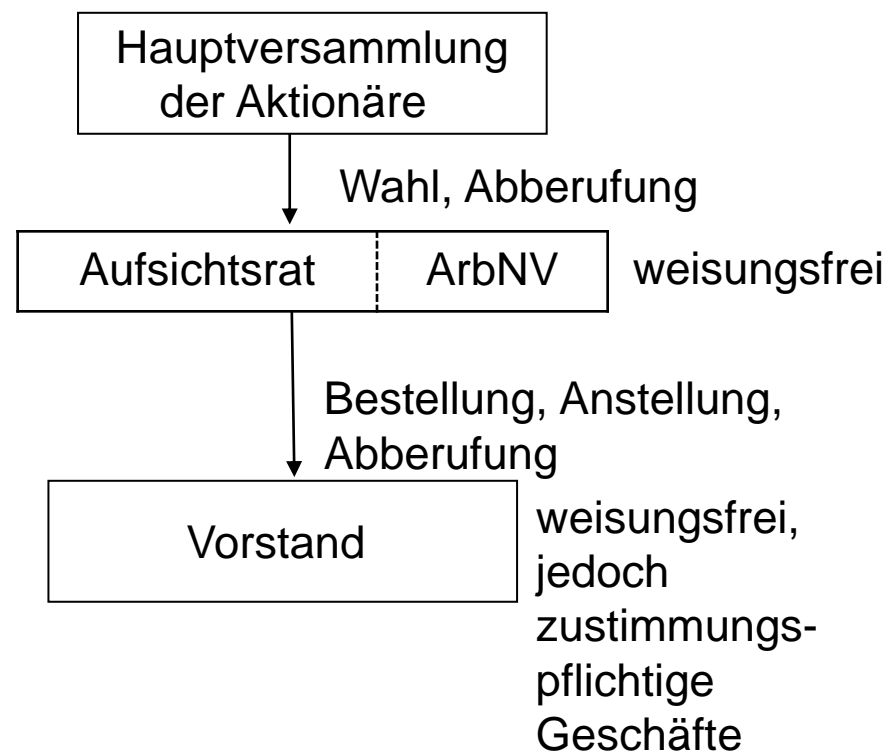 Hauptversammlung
der Aktionäre
Wahl, Abberufung
Aufsichtsrat
ArbNV
weisungsfrei
Bestellung, Anstellung,
Abberufung
Vorstand
weisungsfrei,
jedoch
zustimmungs-
pflichtige
Geschäfte